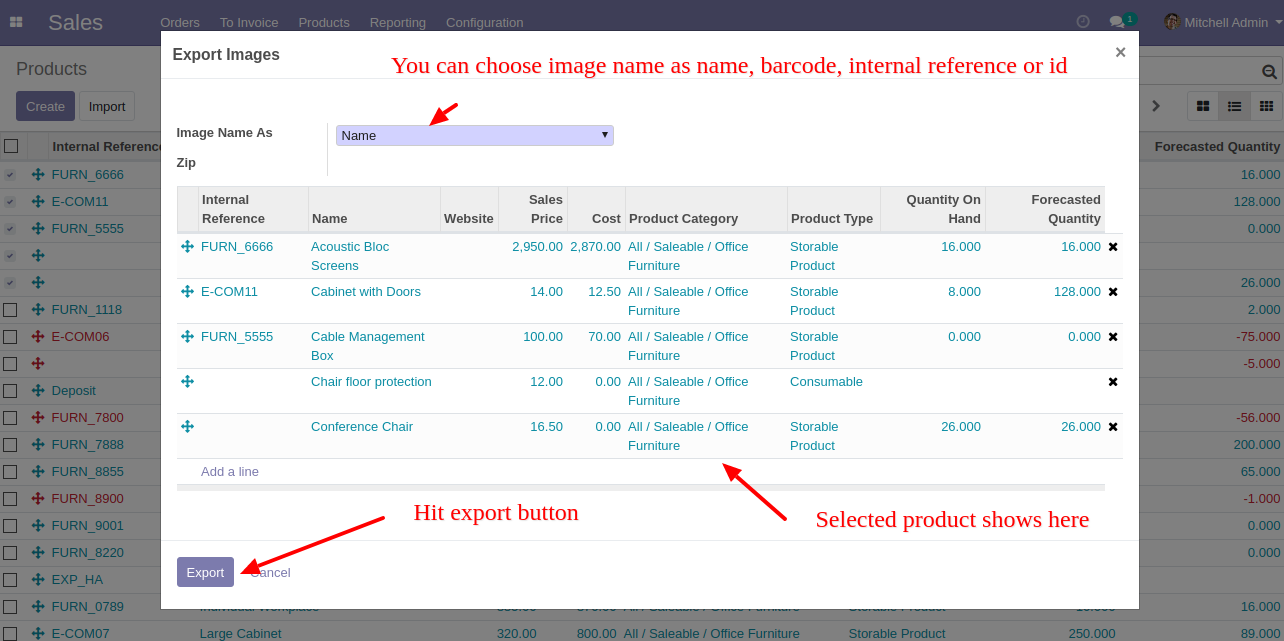 Sales Orders To Invoice Products Reporting Configuration 1 Mitchell Admin
Products
Create Import
Export Images ×
You can choose image name as name, barcode, internal reference or id
Image Name As Name
Zip
Internal Reference Name Website Sales Price Cost Product Category Product Type Quantity On Hand Forecasted Quantity
FURN_6666 Acoustic Bloc Screens 2,950.00 2,870.00 All / Saleable / Office Furniture Storable Product 16.000 16.000
E-COM11 Cabinet with Doors 14.00 12.50 All / Saleable / Office Furniture Storable Product 8.000 128.000
FURN_5555 Cable Management Box 100.00 70.00 All / Saleable / Office Furniture Storable Product 0.000 0.000
Chair floor protection 12.00 0.00 All / Saleable / Office Furniture Consumable
Conference Chair 16.50 0.00 All / Saleable / Office Furniture Storable Product 26.000 26.000
Add a line
Hit export button
Selected product shows here
Export Cancel
Internal Forecasted Quantity
FURN_6666 16.000
E-COM11 128.000
FURN_5555 0.000
26.000
FURN_1118 2.000
E-COM06 -75.000
-5.000
Deposit
FURN_7800 -56.000
FURN_7888 200.000
FURN_8855 65.000
FURN_8900 -1.000
FURN_9001 0.000
FURN_8220 0.000
EXP_HA
FURN_0789 16.000
E-COM07 Large Cabinet 320.00 800.00 All / Saleable / Office Furniture Storable Product 250.000 89.000